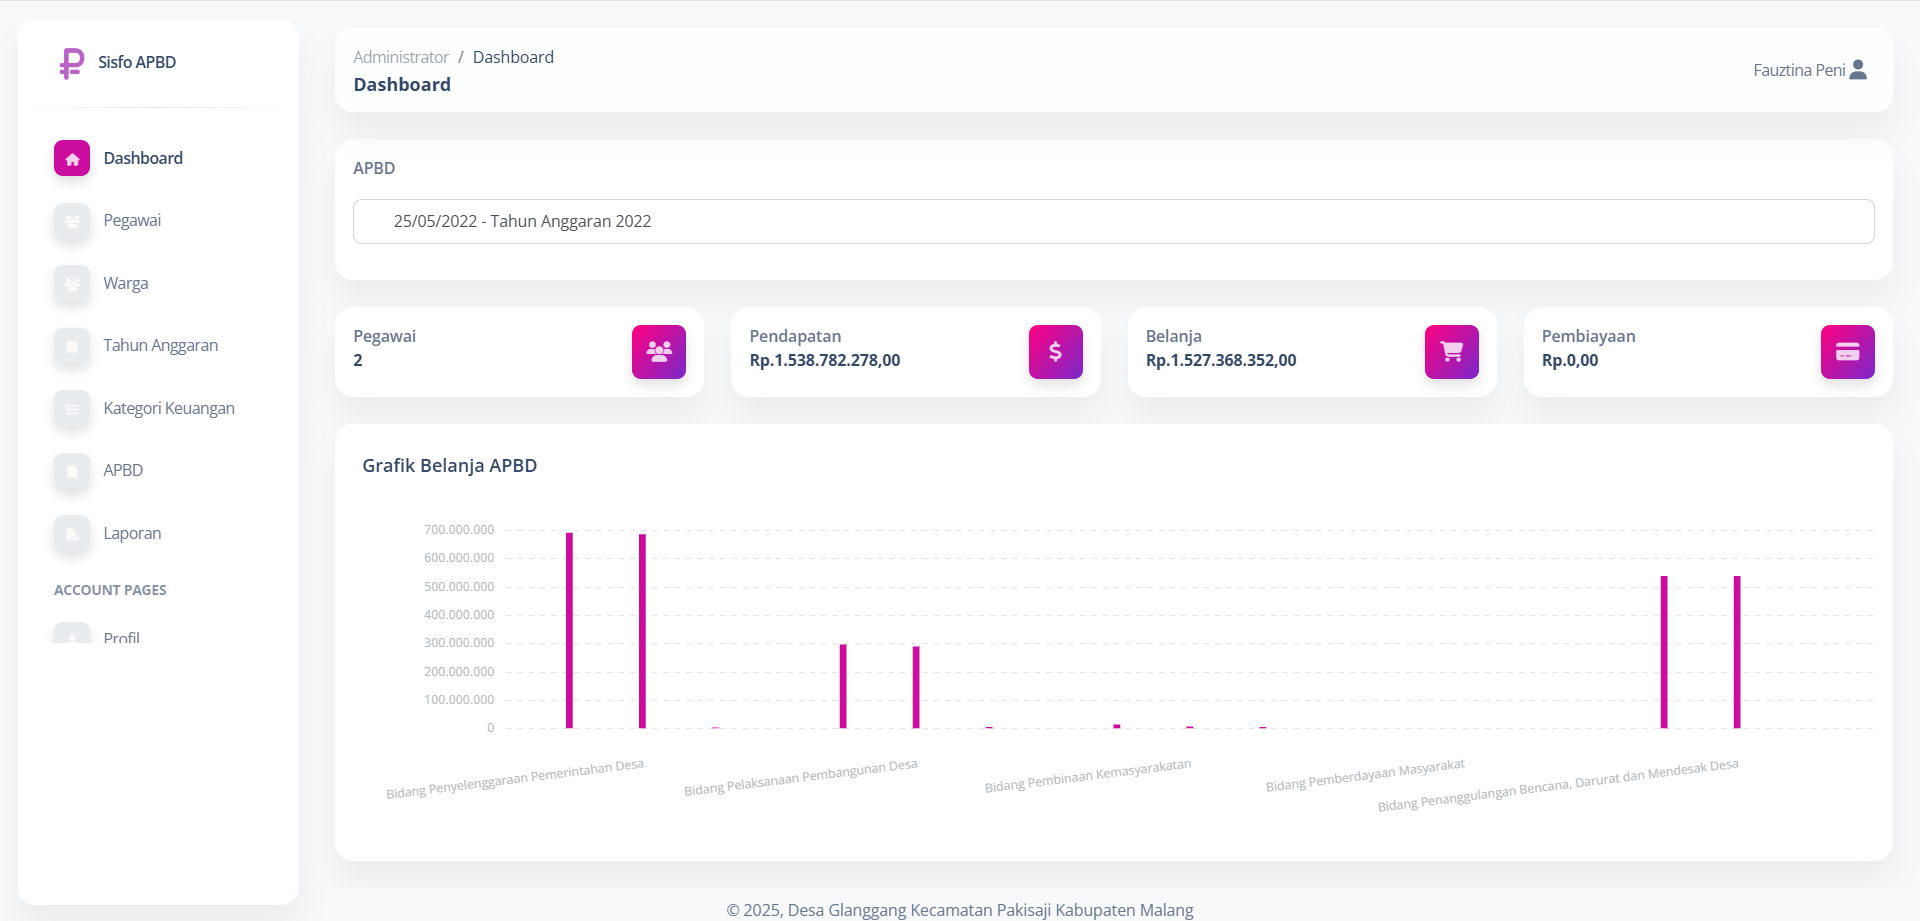 Sisfo APBD
Dashboard
Pegawai
Warga
Tahun Anggaran
Kategori Keuangan
APBD
Laporan
ACCOUNT PAGES
Profil
Administrator / Dashboard
Dashboard
Fauztina Peni
APBD
25/05/2022 - Tahun Anggaran 2022
Pegawai
2
Pendapatan
Rp.1.538.782.278,00
Belanja
Rp.1.527.368.352,00
Pembiayaan
Rp.0,00
Grafik Belanja APBD
700.000.000
600.000.000
500.000.000
400.000.000
300.000.000
200.000.000
100.000.000
0
Bidang Penyelenggaraan Pemerintahan Desa
Bidang Pelaksanaan Pembangunan Desa
Bidang Pembinaan Kemasyarakatan
Bidang Pemberdayaan Masyarakat
Bidang Penanggulangan Bencana, Darurat dan Mendesak Desa
© 2025, Desa Glanggang Kecamatan Pakisaji Kabupaten Malang